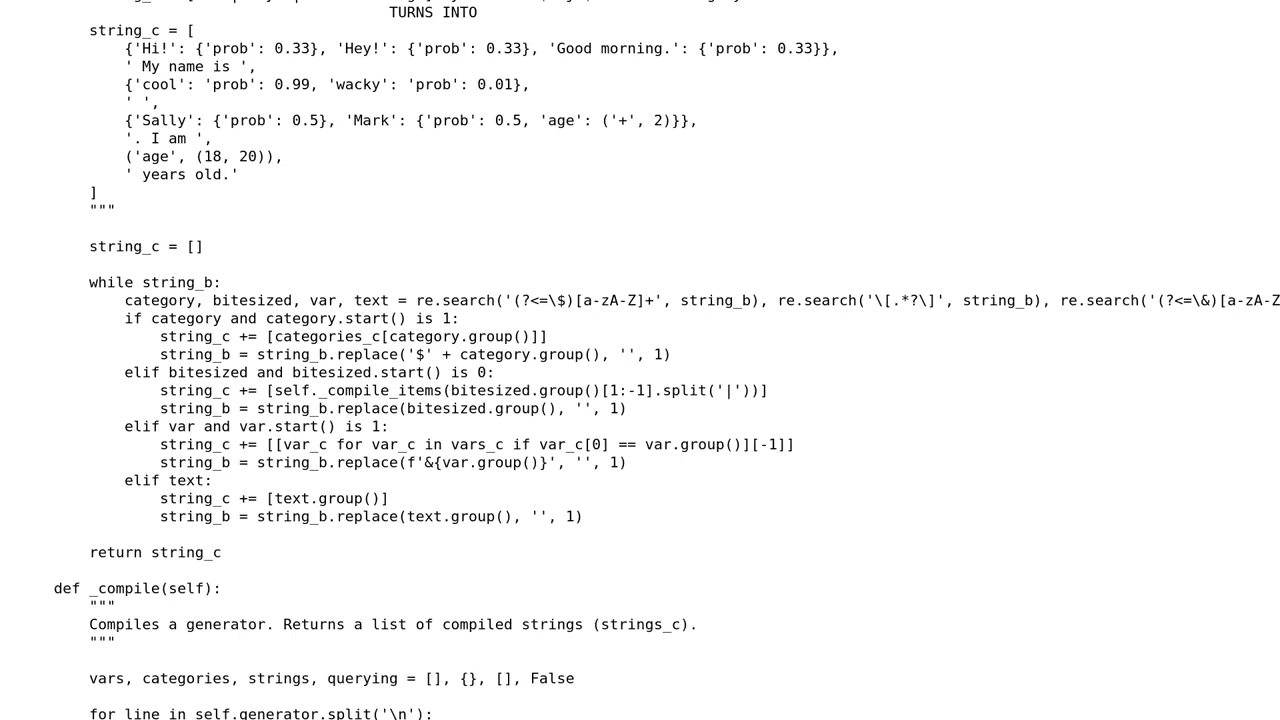 TURNS INTO
string_c = [
{'Hi!': {'prob': 0.33}, 'Hey!': {'prob': 0.33}, 'Good morning.': {'prob': 0.33}},
' My name is ',
{'cool': 'prob': 0.99, 'wacky': 'prob': 0.01},
' ',
{'Sally': {'prob': 0.5}, 'Mark': {'prob': 0.5, 'age': ('+', 2)}},
'. I am ',
('age', (18, 20)),
' years old.'
]
"""
string_c = []
while string_b:
category, bitesized, var, text = re.search('(?<=\$)[a-zA-Z]+', string_b), re.search('\[.*?\]', string_b), re.search('(?<=\&)[a-zA-Z
if category and category.start() is 1:
string_c += [categories_c[category.group()]]
string_b = string_b.replace('$' + category.group(), '', 1)
elif bitesized and bitesized.start() is 0:
string_c += [self._compile_items(bitesized.group()[1:-1].split('|'))]
string_b = string_b.replace(bitesized.group(), '', 1)
elif var and var.start() is 1:
string_c += [[var_c for var_c in vars_c if var_c[0] == var.group()][-1]]
string_b = string_b.replace(f'&{var.group()}', '', 1)
elif text:
string_c += [text.group()]
string_b = string_b.replace(text.group(), '', 1)
return string_c
def _compile(self):
"""
Compiles a generator. Returns a list of compiled strings (strings_c).
"""
vars, categories, strings, querying = [], {}, [], False
for line in self.generator.split('\n'):